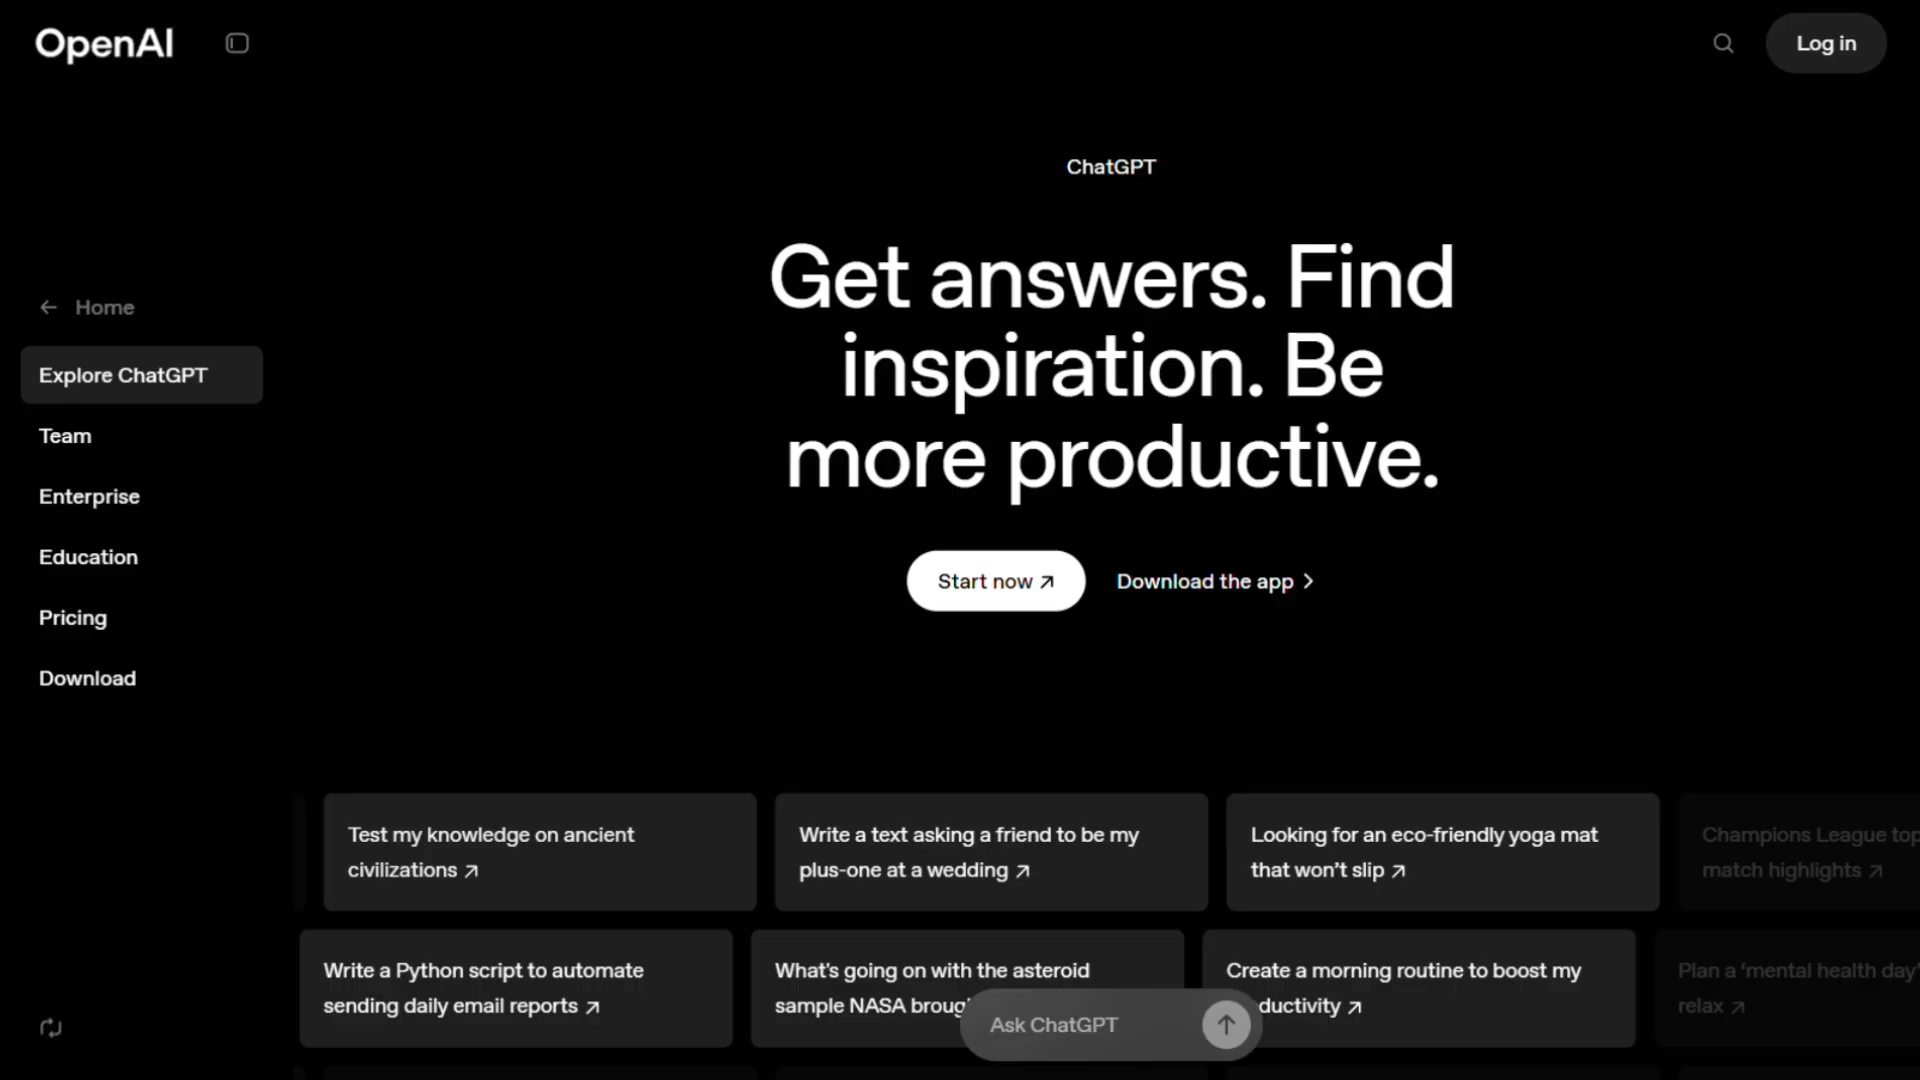 OpenAI
Log in
ChatGPT
Get answers. Find
inspiration. Be
more productive.
Start now
Download the app
Home
Explore ChatGPT
Team
Enterprise
Education
Pricing
Download
Test my knowledge on ancient
civilizations
Write a text asking a friend to be my
plus-one at a wedding
Looking for an eco-friendly yoga mat
that won’t slip
Champions League top
match highlights
Write a Python script to automate
sending daily email reports
What's going on with the asteroid
sample NASA
Create a morning routine to boost my
Plan a ‘mental health day’
relax
Ask ChatGPT